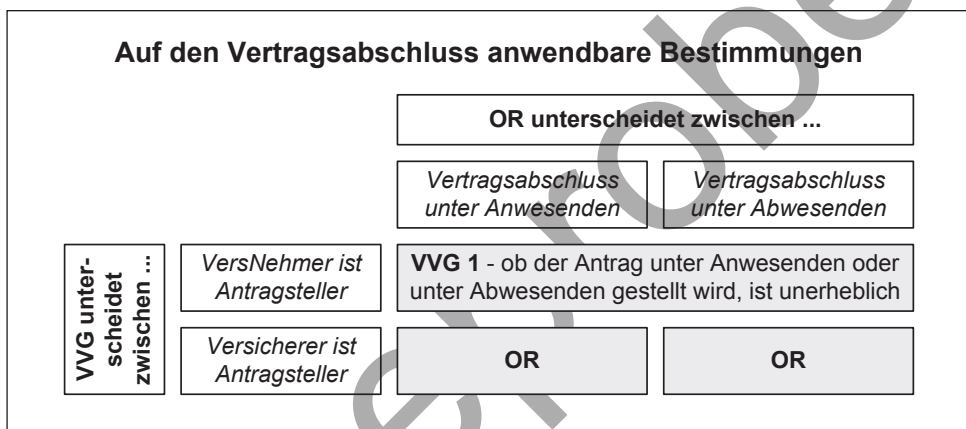 Auf den Vertragsabschluss anwendbare Bestimmungen
OR unterscheidet zwischen ...
Vertragsabschluss
unter Anwesenden
Vertragsabschluss
unter Abwesenden
VVG unter-
scheidet
zwischen ...
VersNehmer ist
Antragsteller
VVG 1 - ob der Antrag unter Anwesenden oder
unter Abwesenden gestellt wird, ist unerheblich
Versicherer ist
Antragsteller
OR
OR